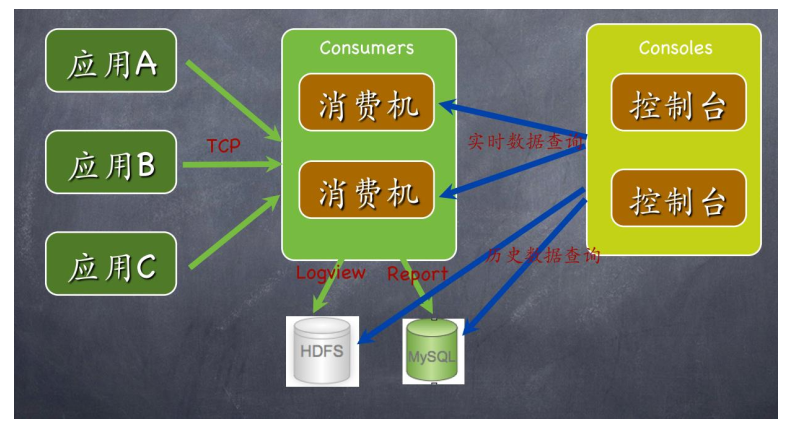 应用A
应用B
应用C
TCP
Consumers
消费机
消费机
Consoles
控制台
控制台
实时数据查询
历史数据查询
Logview
Report
HDFS
MySQL